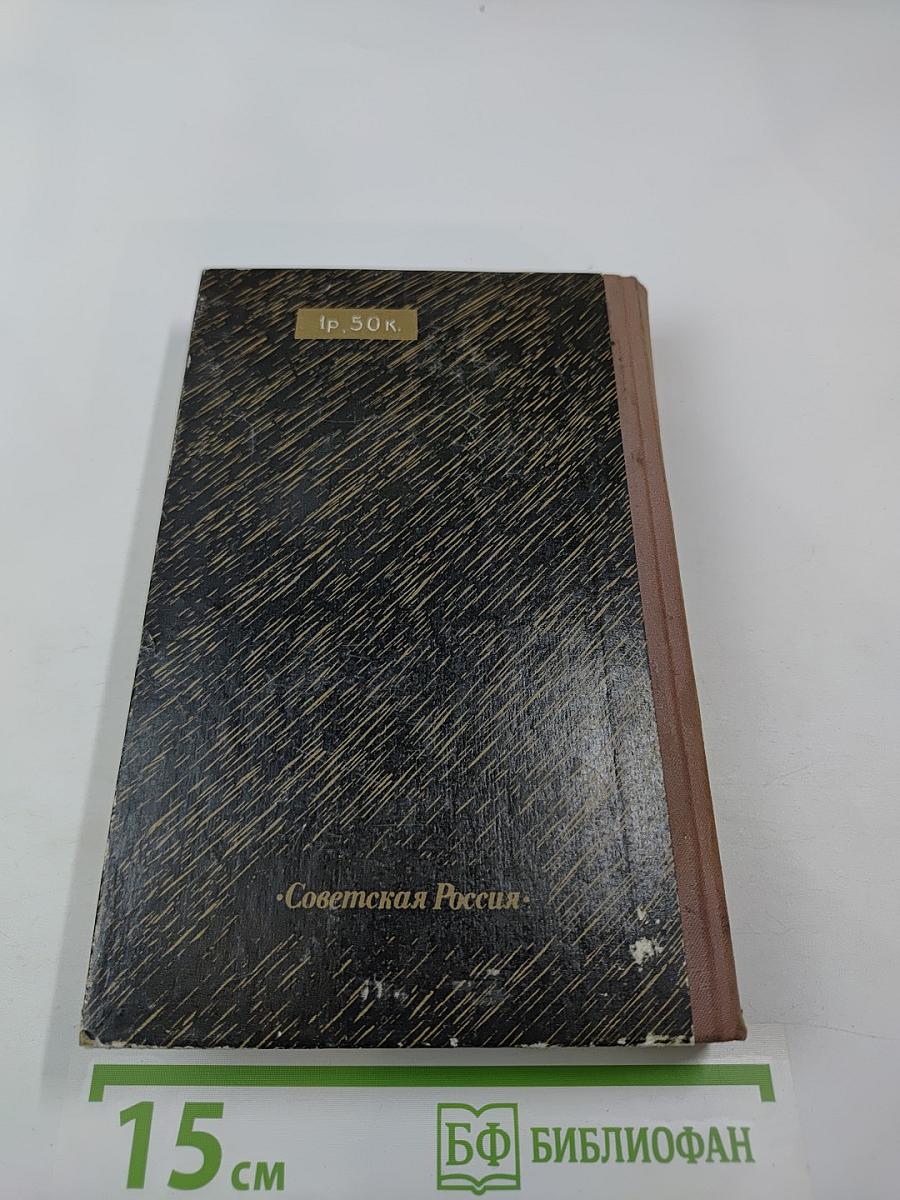 1р. 50к.
·Советская Россия·
15 см
БФ БИБЛИОФАН